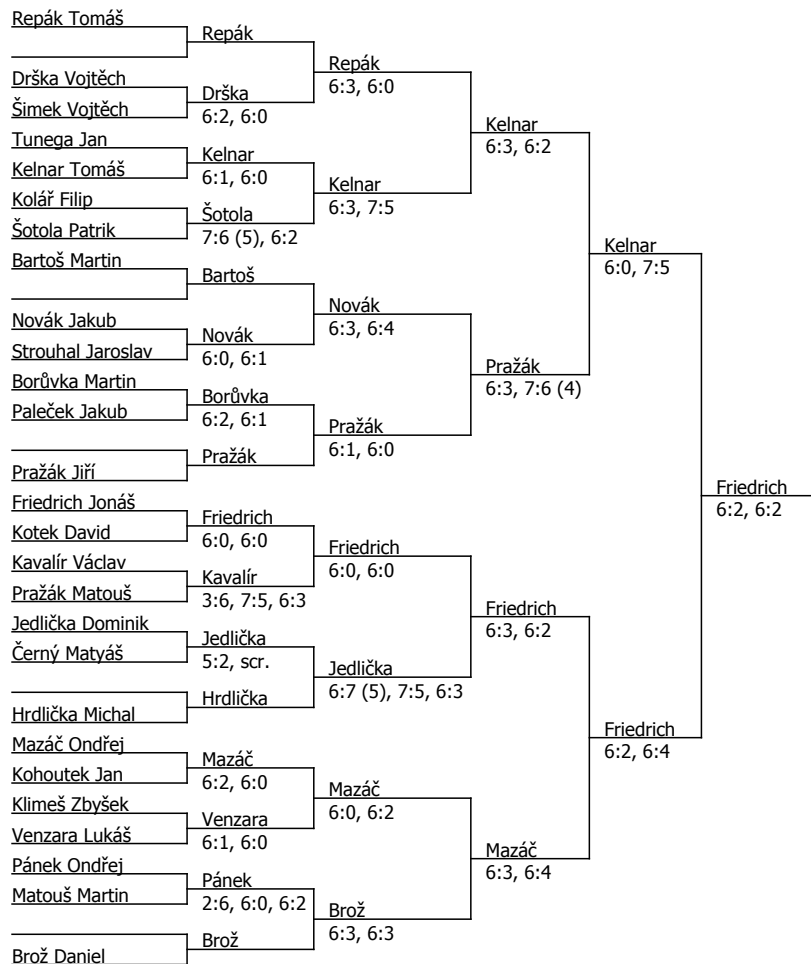 Repák Tomáš
Repák
Repák
6:3, 6:0
Drška Vojtěch
Drška
Šimek Vojtěch
6:2, 6:0
Kelnar
6:3, 6:2
Tunega Jan
Kelnar
Kelnar Tomáš
6:1, 6:0
Kelnar
6:3, 7:5
Kolář Filip
Šotola
Šotola Patrik
7:6 (5), 6:2
Kelnar
6:0, 7:5
Bartoš Martin
Bartoš
Novák
6:3, 6:4
Novák Jakub
Novák
Strouhal Jaroslav
6:0, 6:1
Pražák
6:3, 7:6 (4)
Borůvka Martin
Borůvka
Paleček Jakub
6:2, 6:1
Pražák
6:1, 6:0
Pražák
Pražák Jiří
Friedrich
6:2, 6:2
Friedrich Jonáš
Friedrich
Kotek David
6:0, 6:0
Friedrich
6:0, 6:0
Kavalír Václav
Kavalír
Pražák Matouš
3:6, 7:5, 6:3
Friedrich
6:3, 6:2
Jedlička Dominik
Jedlička
Černý Matyáš
5:2, scr.
Jedlička
6:7 (5), 7:5, 6:3
Hrdlička
Hrdlička Michal
Friedrich
6:2, 6:4
Mazáč Ondřej
Mazáč
Kohoutek Jan
6:2, 6:0
Mazáč
6:0, 6:2
Klimeš Zbyšek
Venzara
Venzara Lukáš
6:1, 6:0
Mazáč
6:3, 6:4
Pánek Ondřej
Pánek
Matouš Martin
2:6, 6:0, 6:2
Brož
6:3, 6:3
Brož
Brož Daniel